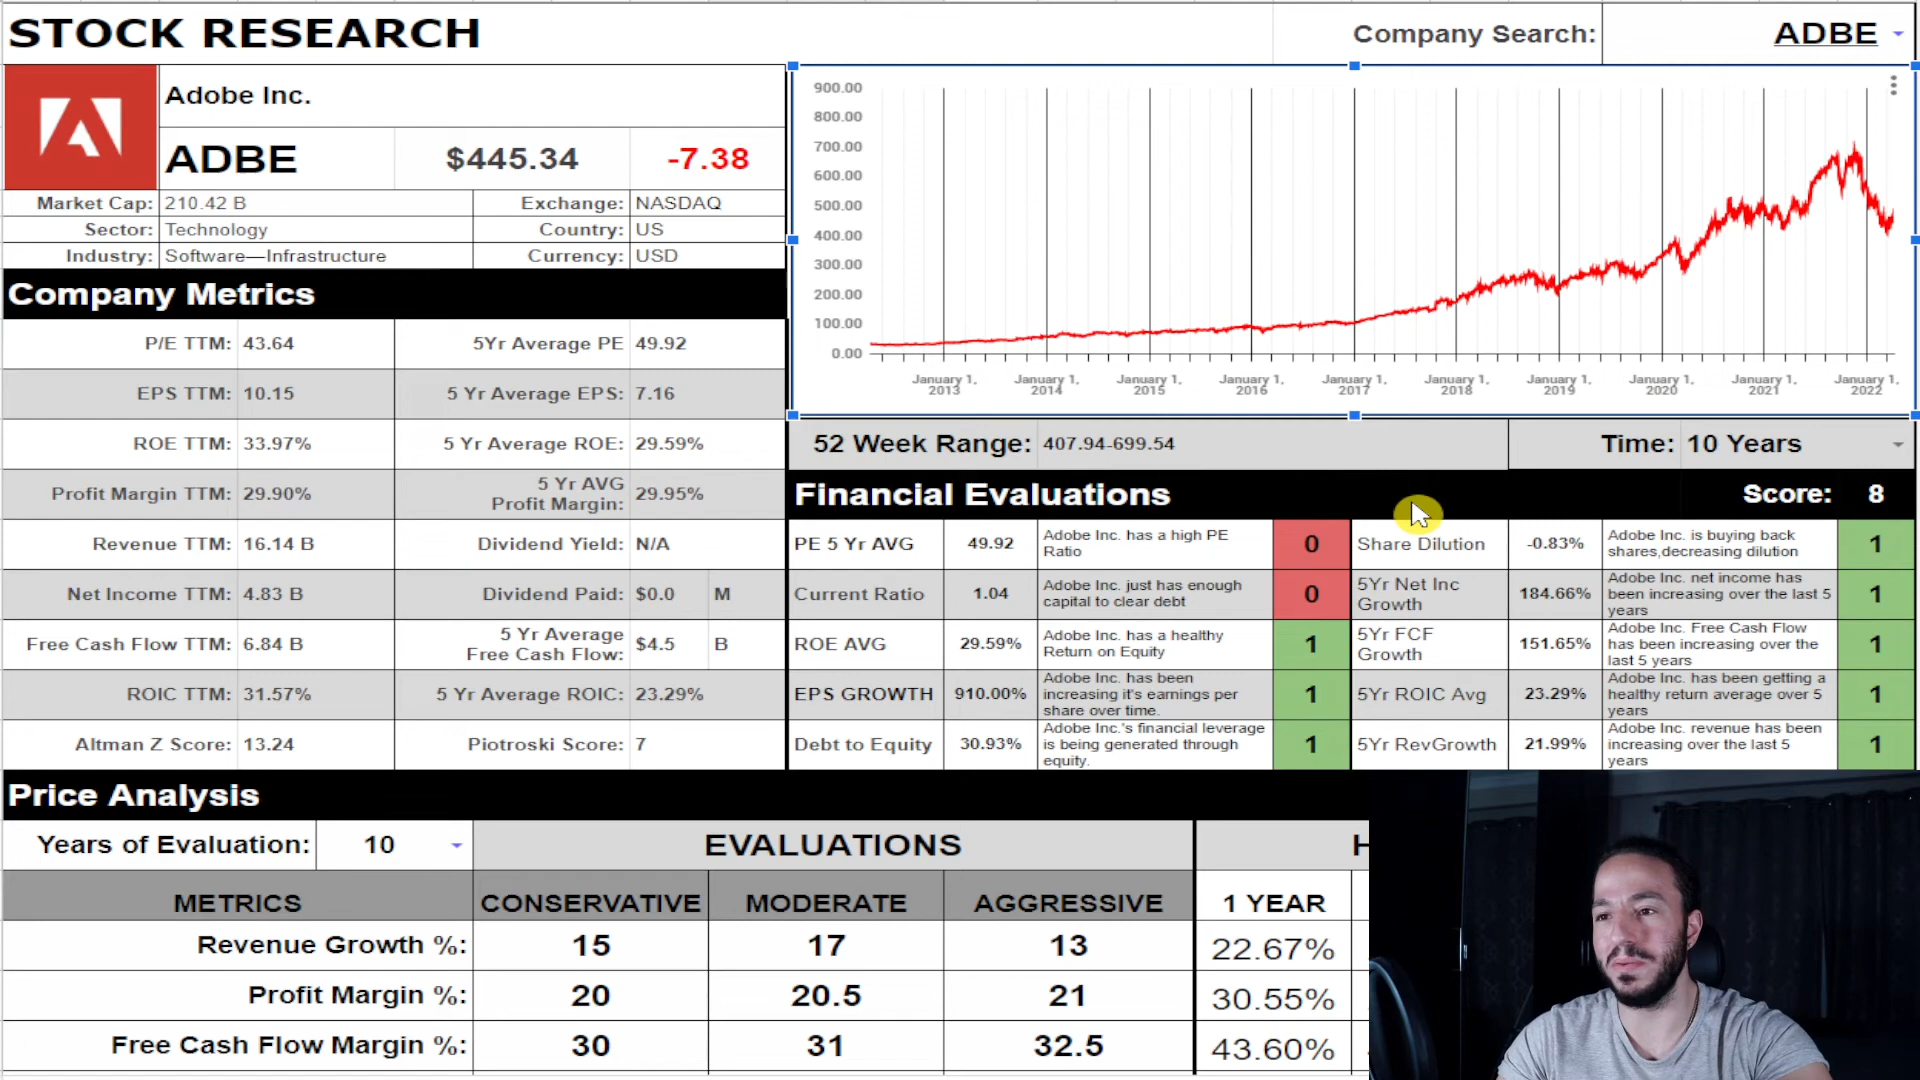 STOCK RESEARCH
Company Search: ADBE
Adobe Inc.
ADBE $445.34 -7.38
Market Cap: 210.42 B Exchange: NASDAQ
Sector: Technology Country: US
Industry: Software—Infrastructure Currency: USD
900.00
800.00
700.00
600.00
500.00
400.00
300.00
200.00
100.00
0.00
January 1, 2013
January 1, 2014
January 1, 2015
January 1, 2016
January 1, 2017
January 1, 2018
January 1, 2019
January 1, 2020
January 1, 2021
January 1, 2022
Company Metrics
P/E TTM: 43.64 5Yr Average PE 49.92
EPS TTM: 10.15 5 Yr Average EPS: 7.16
ROE TTM: 33.97% 5 Yr Average ROE: 29.59%
Profit Margin TTM: 29.90% 5 Yr AVG Profit Margin: 29.95%
Revenue TTM: 16.14 B Dividend Yield: N/A
Net Income TTM: 4.83 B Dividend Paid: $0.0 M
Free Cash Flow TTM: 6.84 B 5 Yr Average Free Cash Flow: $4.5 B
ROIC TTM: 31.57% 5 Yr Average ROIC: 23.29%
Altman Z Score: 13.24 Piotroski Score: 7
52 Week Range: 407.94-699.54 Time: 10 Years
Financial Evaluations Score: 8
PE 5 Yr AVG 49.92 Adobe Inc. has a high PE Ratio 0
Share Dilution -0.83% Adobe Inc. is buying back shares,decreasing dilution 1
Current Ratio 1.04 Adobe Inc. just has enough capital to clear debt 0
5Yr Net Inc Growth 184.66% Adobe Inc. net income has been increasing over the last 5 years 1
ROE AVG 29.59% Adobe Inc. has a healthy Return on Equity 1
5Yr FCF Growth 151.65% Adobe Inc. Free Cash Flow has been increasing over the last 5 years 1
EPS GROWTH 910.00% Adobe Inc. has been increasing it's earnings per share over time. 1
5Yr ROIC Avg 23.29% Adobe Inc. has been getting a healthy return average over 5 years 1
Debt to Equity 30.93% Adobe Inc.'s financial leverage is being generated through equity. 1
5Yr RevGrowth 21.99% Adobe Inc. revenue has been increasing over the last 5 years 1
Price Analysis
Years of Evaluation: 10 EVALUATIONS H
METRICS CONSERVATIVE MODERATE AGGRESSIVE 1 YEAR
Revenue Growth %: 15 17 13 22.67%
Profit Margin %: 20 20.5 21 30.55%
Free Cash Flow Margin %: 30 31 32.5 43.60%